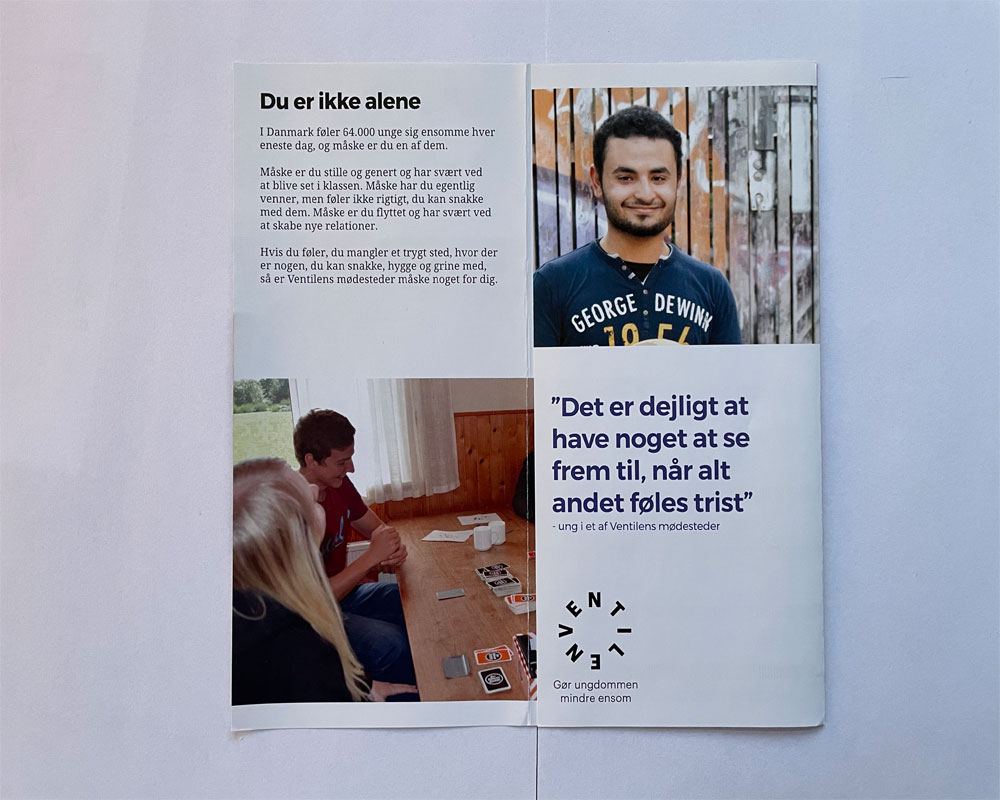 Du er ikke alene
I Danmark føler 64.000 unge sig ensomme hver
eneste dag, og måske er du en af dem.
Måske er du stille og genert og har svært ved
at blive set i klassen. Måske har du egentlig
venner, men føler ikke rigtigt, du kan snakke
med dem. Måske er du flyttet og har svært ved
at skabe nye relationer.
Hvis du føler, du mangler et trygt sted, hvor der
er nogen, du kan snakke, hygge og grine med,
så er Ventilens mødesteder måske noget for dig.
GEORGE DEWINN
1954
”Det er dejligt at
have noget at se
frem til, når alt
andet føles trist”
- ung i et af Ventilens mødesteder
VENTILEN
Gør ungdommen
mindre ensom